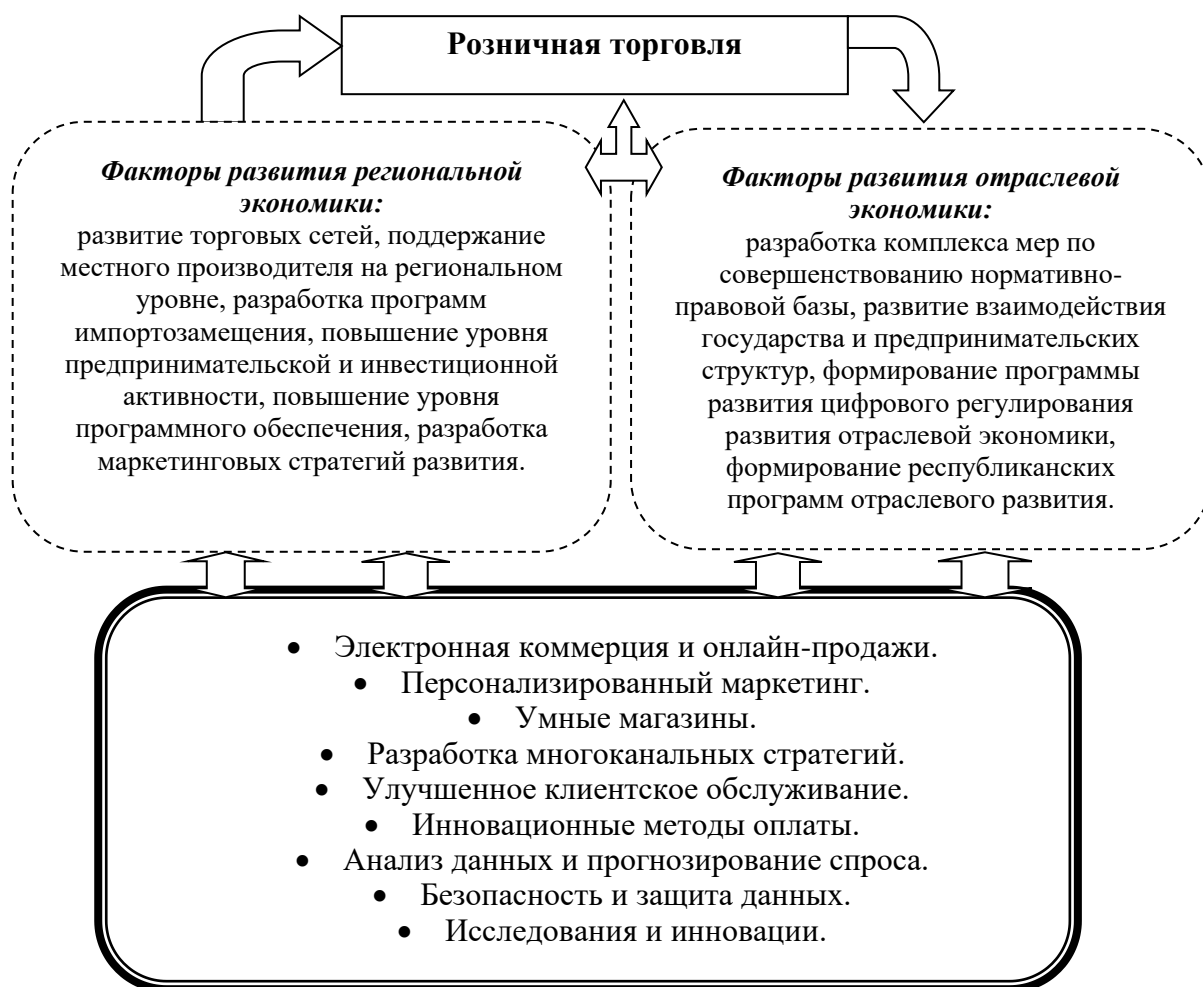 Розничная торговля
Факторы развития региональной
экономики:
развитие торговых сетей, поддержание
местного производителя на региональном
уровне, разработка программ
импортозамещения, повышение уровня
предпринимательской и инвестиционной
активности, повышение уровня
программного обеспечения, разработка
маркетинговых стратегий развития.
Факторы развития отраслевой
экономики:
разработка комплекса мер по
совершенствованию нормативно-
правовой базы, развитие взаимодействия
государства и предпринимательских
структур, формирование программы
развития цифрового регулирования
развития отраслевой экономики,
формирование республиканских
программ отраслевого развития.
• Электронная коммерция и онлайн-продажи.
• Персонализированный маркетинг.
• Умные магазины.
• Разработка многоканальных стратегий.
• Улучшенное клиентское обслуживание.
• Инновационные методы оплаты.
• Анализ данных и прогнозирование спроса.
• Безопасность и защита данных.
• Исследования и инновации.